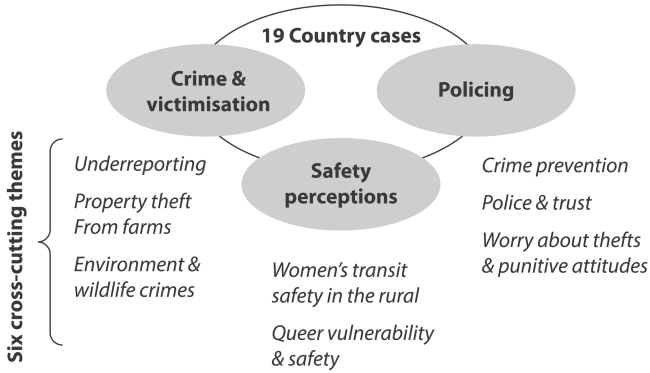 19 Country cases
Crime &
victimisation
Policing
Safety
perceptions
Six cross-cutting themes
Underreporting
Property theft
From farms
Environment &
wildlife crimes
Women's transit
safety in the rural
Queer vulnerability
& safety
Crime prevention
Police & trust
Worry about thefts
& punitive attitudes